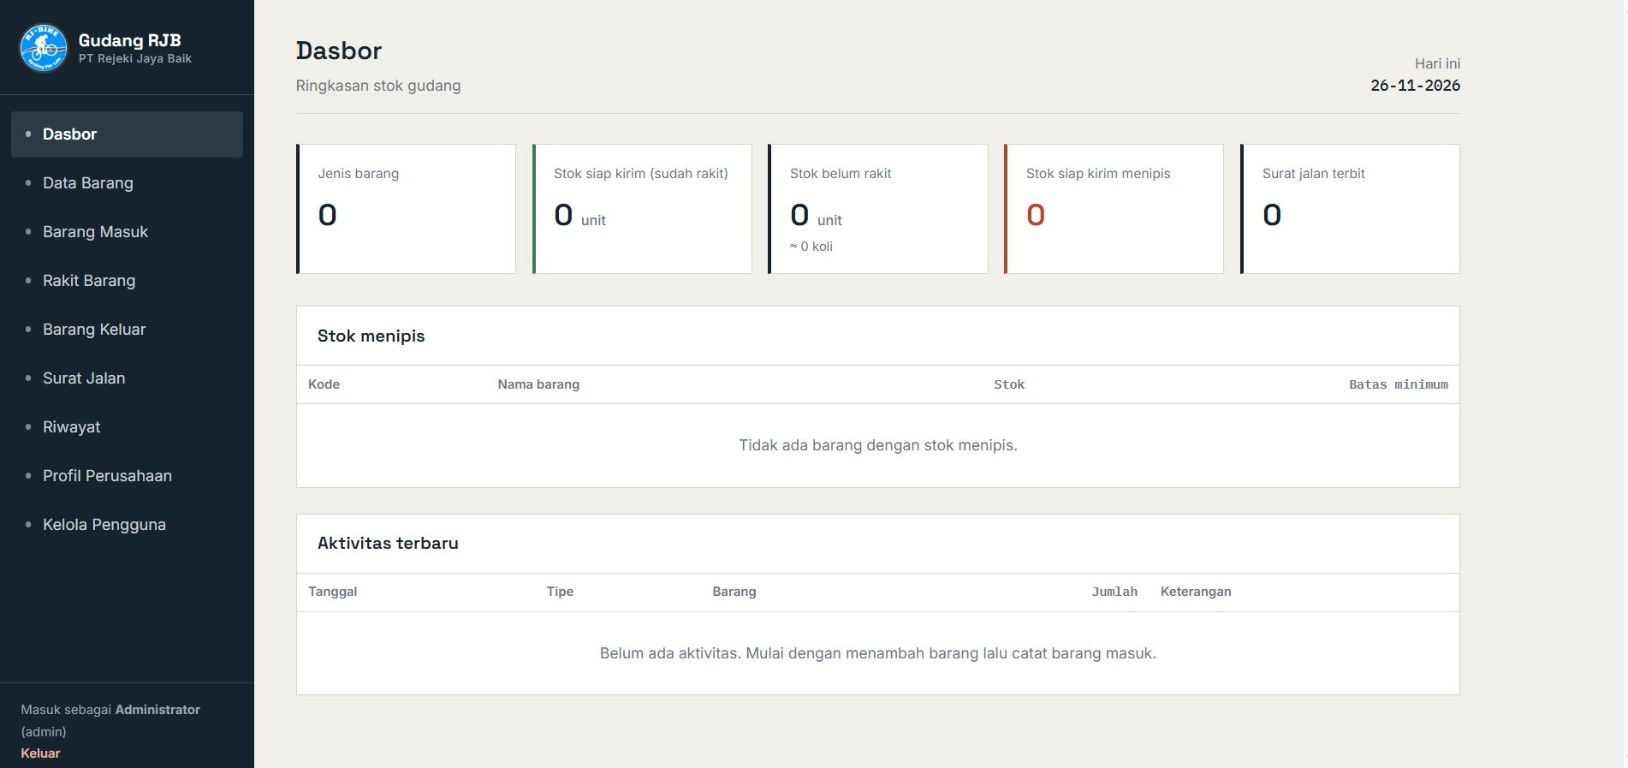 RJ-BIKE
Gudang RJB
PT Rejeki Jaya Baik
Dasbor
Data Barang
Barang Masuk
Rakit Barang
Barang Keluar
Surat Jalan
Riwayat
Profil Perusahaan
Kelola Pengguna
Masuk sebagai Administrator
(admin)
Keluar
Dasbor
Ringkasan stok gudang
Hari ini
26-11-2026
Jenis barang
0
Stok siap kirim (sudah rakit)
0 unit
Stok belum rakit
0 unit
≈ 0 koli
Stok siap kirim menipis
0
Surat jalan terbit
0
Stok menipis
Kode Nama barang Stok Batas minimum
Tidak ada barang dengan stok menipis.
Aktivitas terbaru
Tanggal Tipe Barang Jumlah Keterangan
Belum ada aktivitas. Mulai dengan menambah barang lalu catat barang masuk.